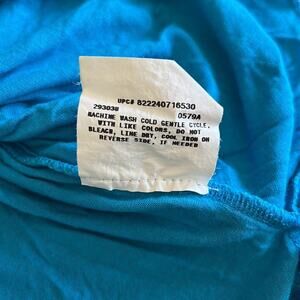 UPC# 822240716530
29303B 0579A
MACHINE WASH COLD GENTLE CYCLE,
WITH LIKE COLORS, DO NOT
BLEACH, LINE DRY, COOL IRON ON
REVERSE SIDE, IF NEEDED